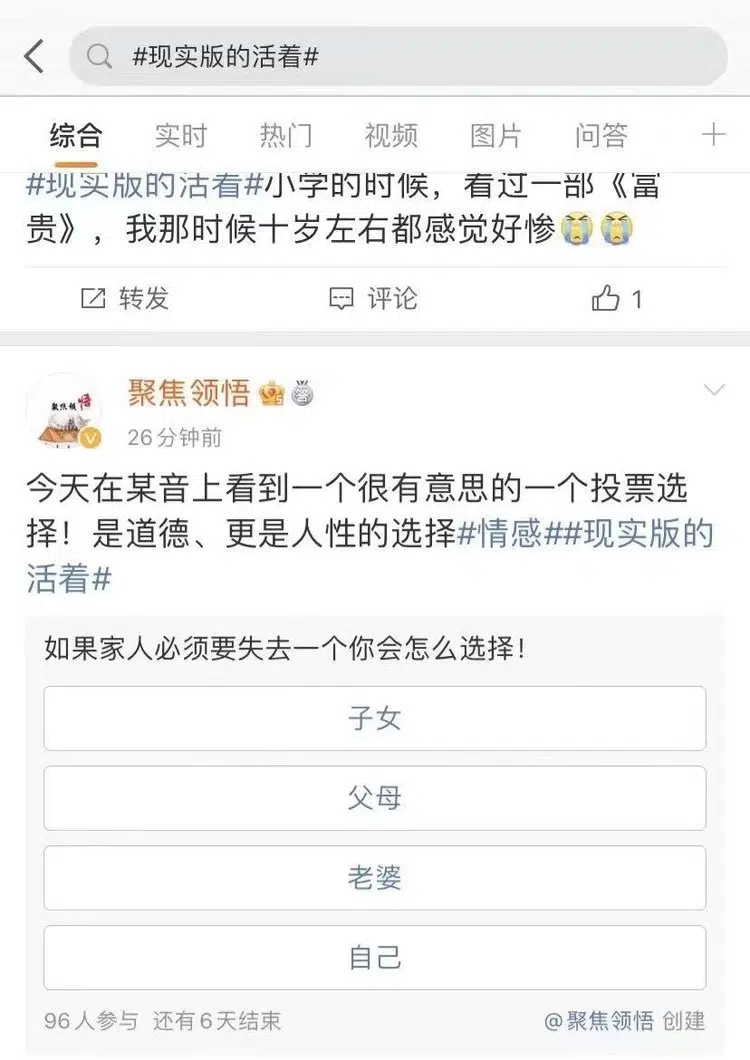 #现实版的活着#
综合 实时 热门 视频 图片 问答
#现实版的活着#小学的时候，看过一部《富
贵》，我那时候十岁左右都感觉好惨😭😭
转发 评论 1
聚焦领悟
26分钟前
今天在某音上看到一个很有意思的一个投票选
择！是道德、更是人性的选择#情感##现实版的
活着#
如果家人必须要失去一个你会怎么选择！
子女
父母
老婆
自己
96人参与 还有6天结束 @聚焦领悟 创建